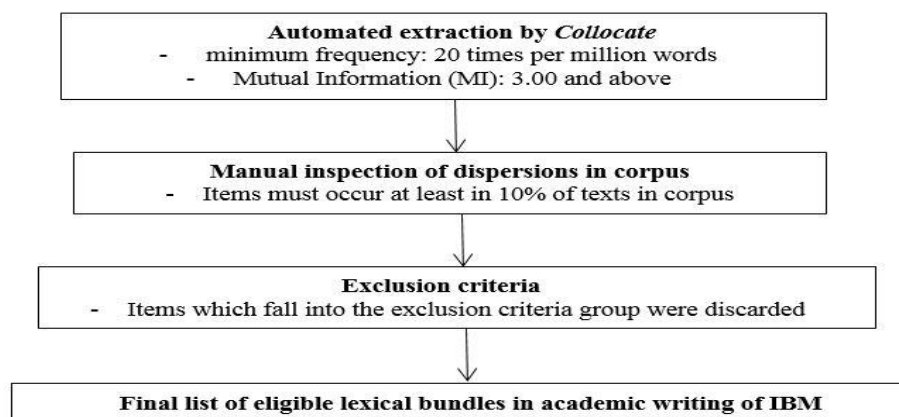 Automated extraction by Collocate
- minimum frequency: 20 times per million words
- Mutual Information (MI): 3.00 and above
Manual inspection of dispersions in corpus
- Items must occur at least in 10% of texts in corpus
Exclusion criteria
- Items which fall into the exclusion criteria group were discarded
Final list of eligible lexical bundles in academic writing of IBM